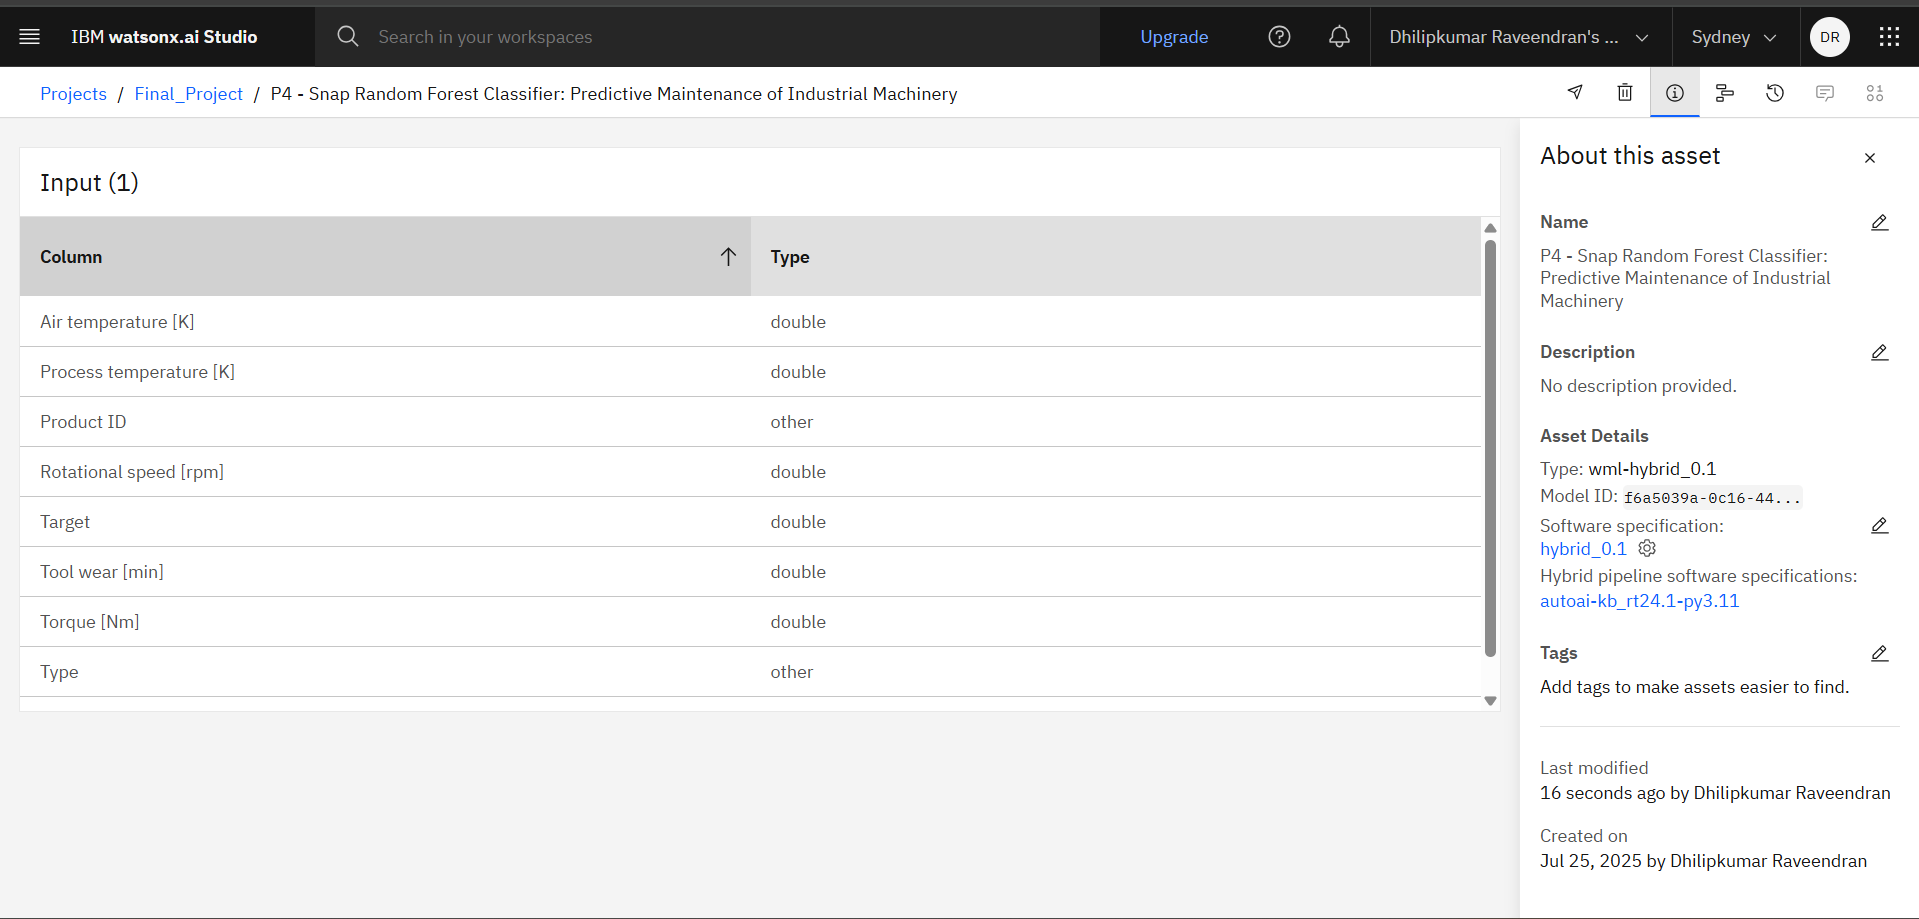 IBM watsonx.ai Studio
Search in your workspaces
Upgrade
Dhilipkumar Raveendran's ...
Sydney
DR
Projects / Final_Project / P4 - Snap Random Forest Classifier: Predictive Maintenance of Industrial Machinery
Input (1)
Column Type
Air temperature [K] double
Process temperature [K] double
Product ID other
Rotational speed [rpm] double
Target double
Tool wear [min] double
Torque [Nm] double
Type other
About this asset
Name
P4 - Snap Random Forest Classifier:
Predictive Maintenance of Industrial
Machinery
Description
No description provided.
Asset Details
Type: wml-hybrid_0.1
Model ID: f6a5039a-0c16-44...
Software specification:
hybrid_0.1
Hybrid pipeline software specifications:
autoai-kb_rt24.1-py3.11
Tags
Add tags to make assets easier to find.
Last modified
16 seconds ago by Dhilipkumar Raveendran
Created on
Jul 25, 2025 by Dhilipkumar Raveendran